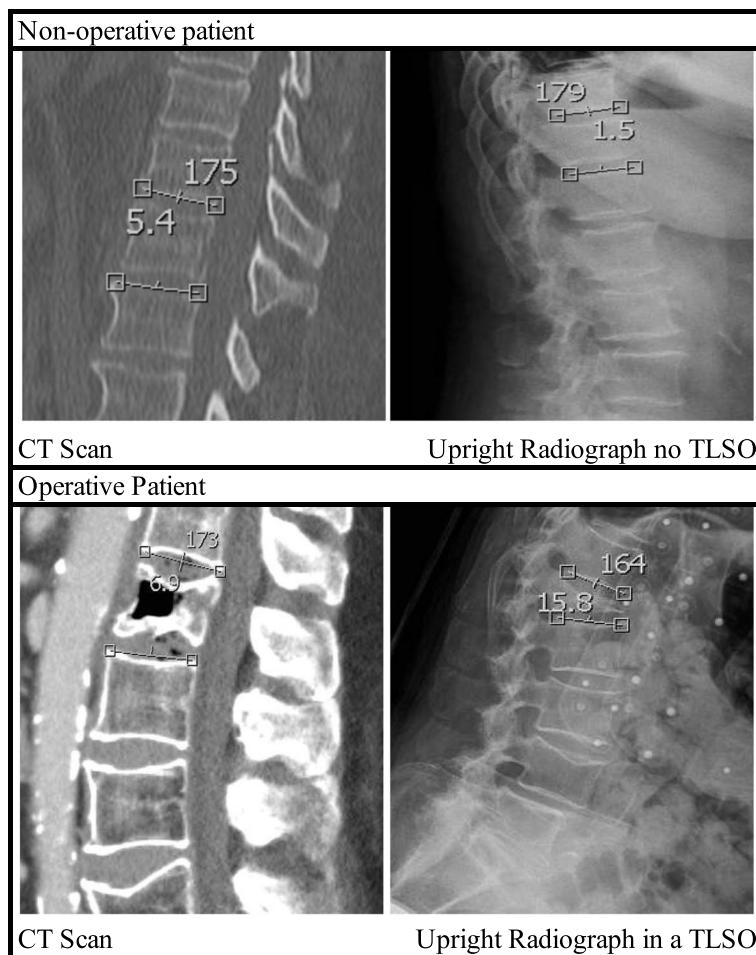 Non-operative patient
179
1.5
175
5.4
CT Scan Upright Radiograph no TLSO
Operative Patient
173
6.9
164
15.8
CT Scan Upright Radiograph in a TLSO